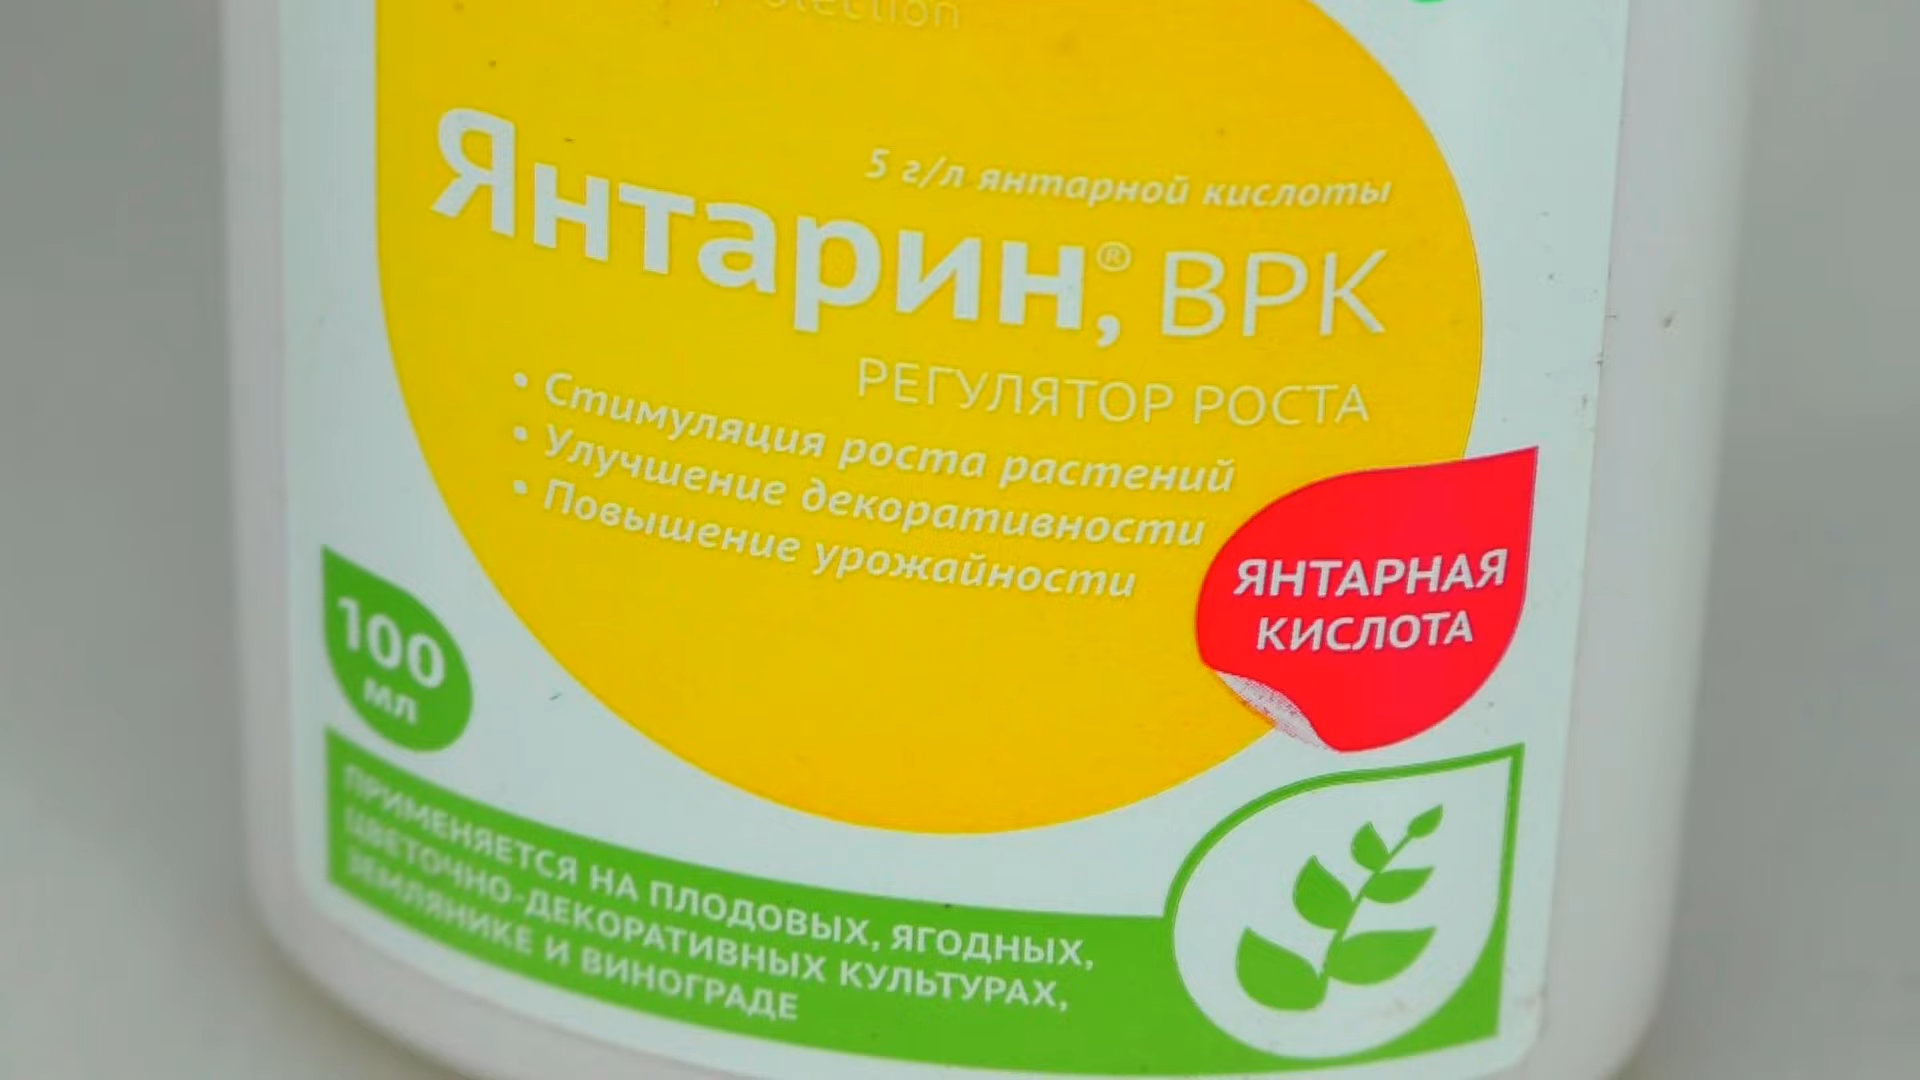 5 г/л янтарной кислоты
Янтарин,® ВРК
РЕГУЛЯТОР РОСТА
• Стимуляция роста растений
• Улучшение декоративности
• Повышение урожайности
ЯНТАРНАЯ
КИСЛОТА
100
мл
ПРИМЕНЯЕТСЯ НА ПЛОДОВЫХ, ЯГОДНЫХ,
ЦВЕТОЧНО-ДЕКОРАТИВНЫХ КУЛЬТУРАХ,
ЗЕМЛЯНИКЕ И ВИНОГРАДЕ